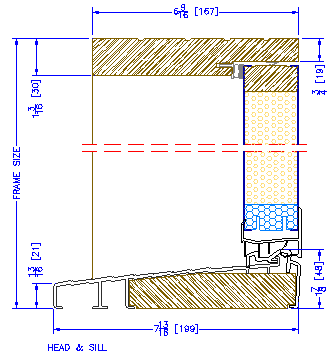 6 9/16 [167]
1 3/16 [30]
3/4 [19]
FRAME SIZE
13/16 [21]
1 7/8 [48]
7 13/16 [199]
HEAD & SILL